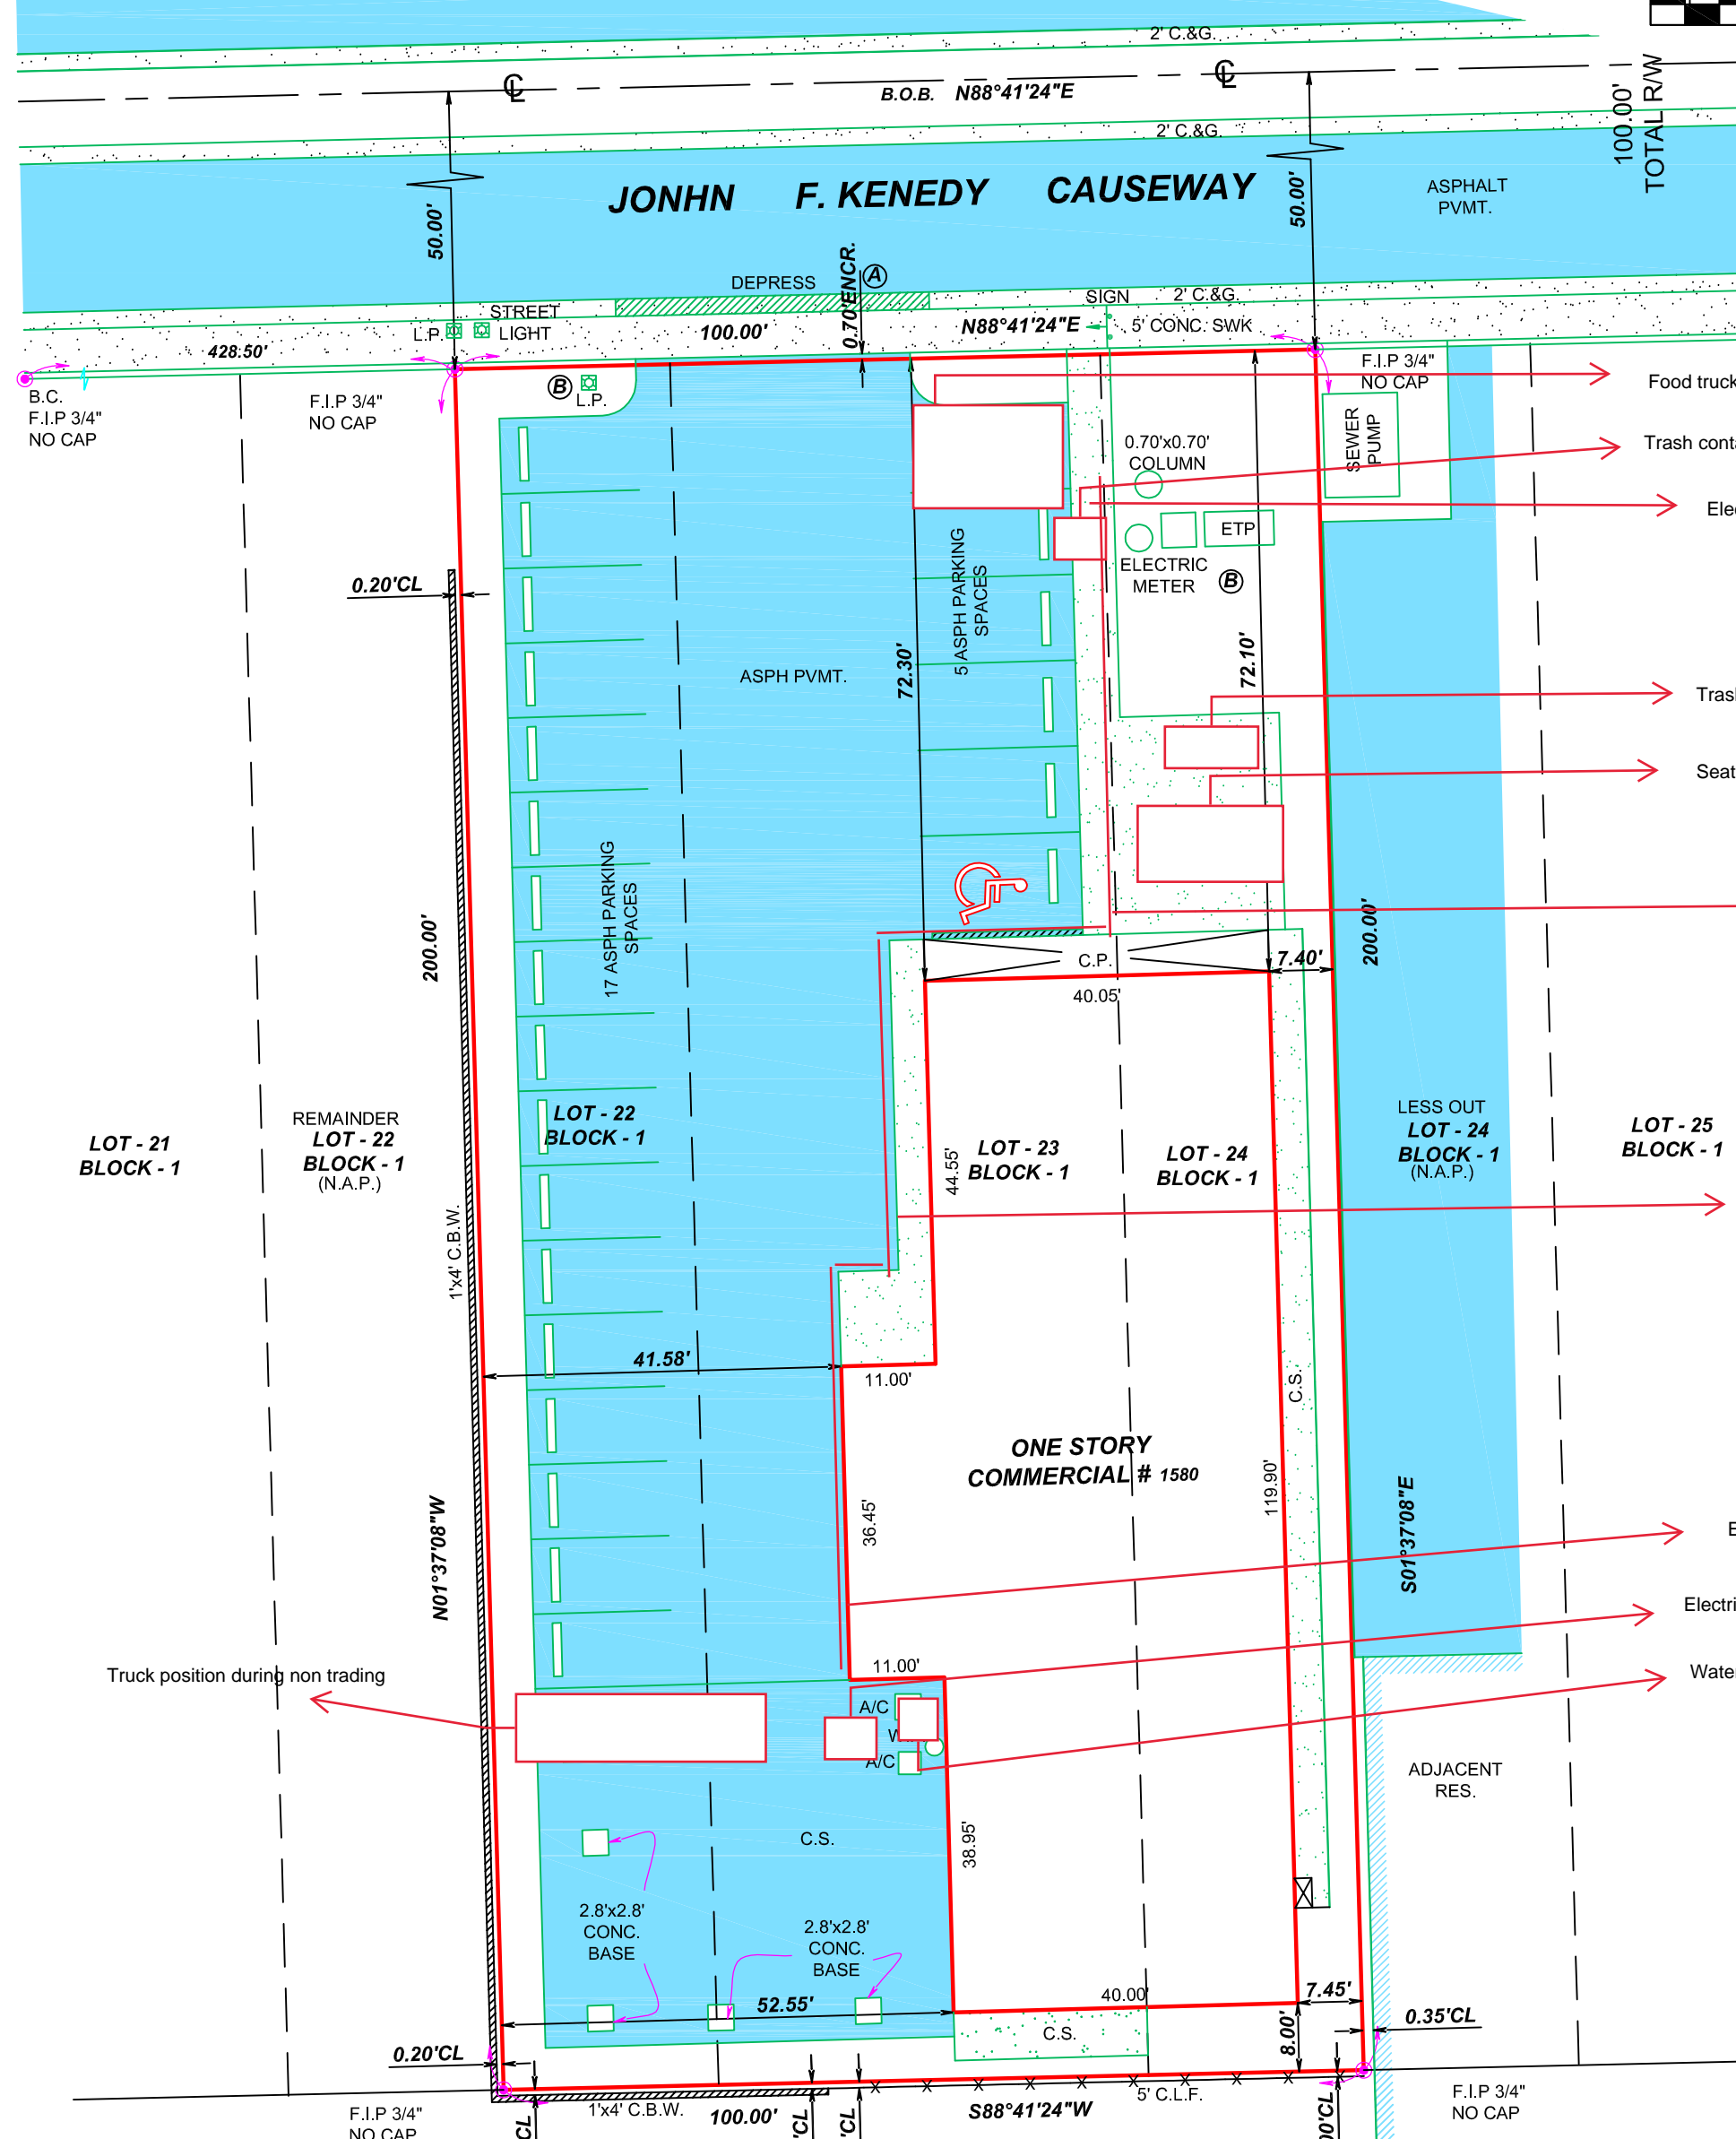 2' C.&G.
B.O.B. N88°41'24"E
2' C.&G.
100.00'
TOTAL R/W
JONHN F. KENEDY CAUSEWAY
ASPHALT
PVMT.
50.00'
50.00'
0.70'ENCR.
A
DEPRESS
SIGN
2' C.&G.
STREET
LIGHT
L.P.
100.00'
N88°41'24"E
5' CONC. SWK
428.50'
B.C.
F.I.P 3/4"
NO CAP
F.I.P 3/4"
NO CAP
B
L.P.
F.I.P 3/4"
NO CAP
Food truck
SEWER
PUMP
0.70'x0.70'
COLUMN
Trash
ETP
ELECTRIC
METER
B
0.20'CL
5 ASPH PARKING
SPACES
72.30'
72.10'
ASPH PVMT.
17 ASPH PARKING
SPACES
200.00'
200.00'
C.P.
7.40'
40.05'
LOT - 21
BLOCK - 1
REMAINDER
LOT - 22
BLOCK - 1
(N.A.P.)
LOT - 22
BLOCK - 1
LOT - 23
BLOCK - 1
44.55'
LOT - 24
BLOCK - 1
LESS OUT
LOT - 24
BLOCK - 1
(N.A.P.)
LOT - 25
BLOCK - 1
1'x4' C.B.W.
41.58'
11.00'
C.S.
ONE STORY
COMMERCIAL # 1580
36.45'
119.90'
N01°37'08"W
S01°37'08"E
Truck position during non trading
11.00'
A/C
A/C
ADJACENT
RES.
C.S.
38.95'
2.8'x2.8'
CONC.
BASE
2.8'x2.8'
CONC.
BASE
52.55'
40.00'
7.45'
C.S.
8.00'
0.35'CL
0.20'CL
F.I.P 3/4"
NO CAP
1'x4' C.B.W.
100.00'
S88°41'24"W
5' C.L.F.
F.I.P 3/4"
NO CAP